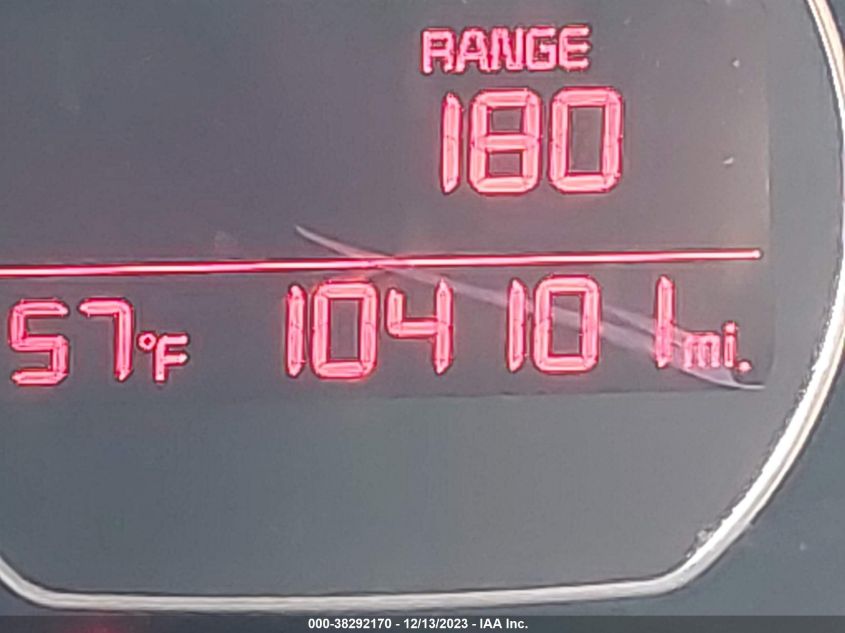 RANGE
180
57°F 104101 mi.
000-38292170 - 12/13/2023 - IAA Inc.